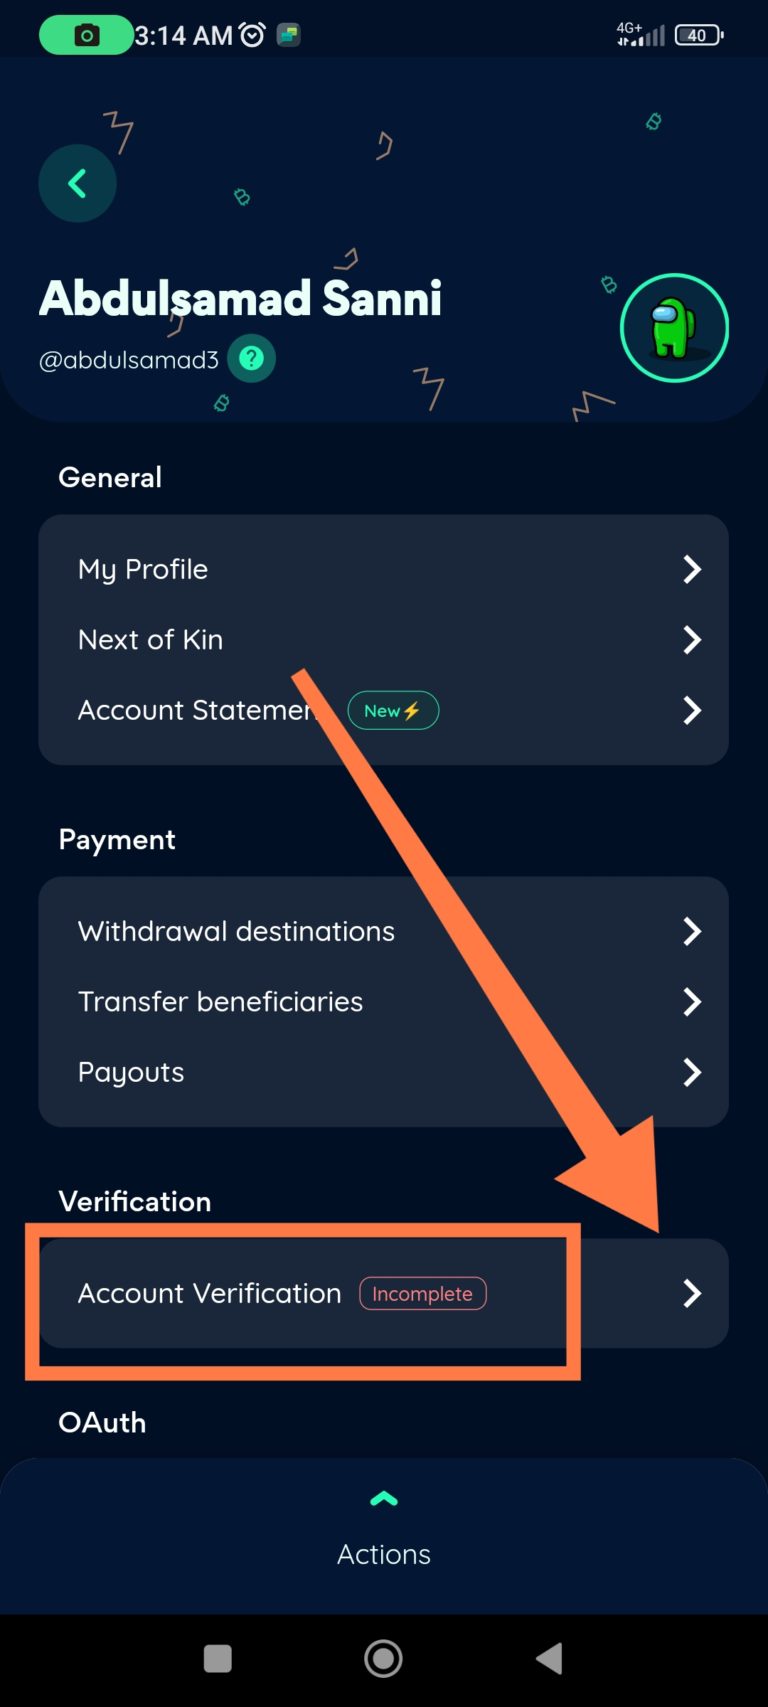 3:14 AM
4G+
40
Abdulsamad Sanni
@abdulsamad3
?
General
My Profile
Next of Kin
Account Statemen New⚡
Payment
Withdrawal destinations
Transfer beneficiaries
Payouts
Verification
Account Verification Incomplete
OAuth
Actions